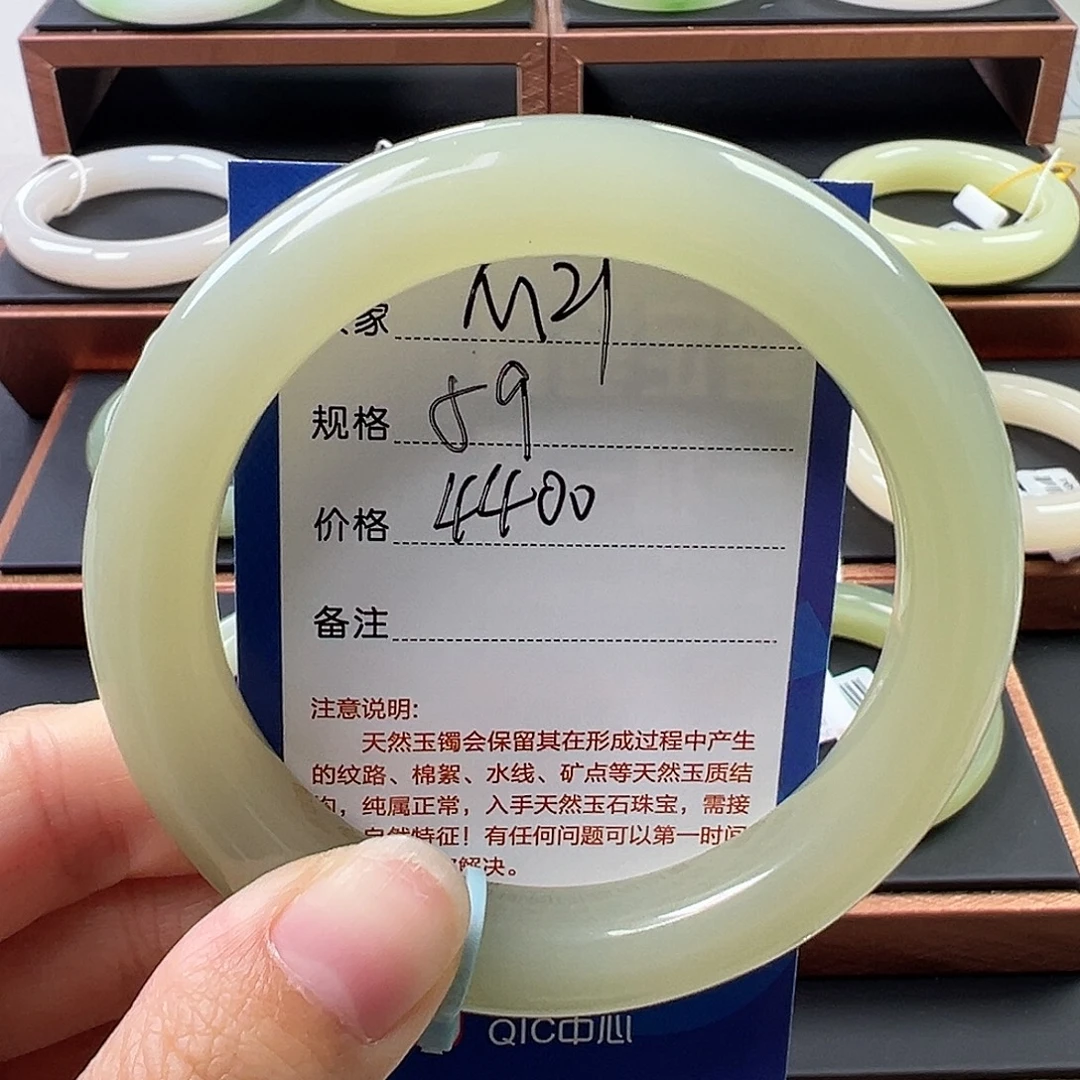 家 M21
规格 59
价格 4400
备注
注意说明:
天然玉镯会保留其在形成过程中产生
的纹路、棉絮、水线、矿点等天然玉质结
，纯属正常，入手天然玉石珠宝，需接
自然特征！有任何问题可以第一时间
解决。
QIC中心